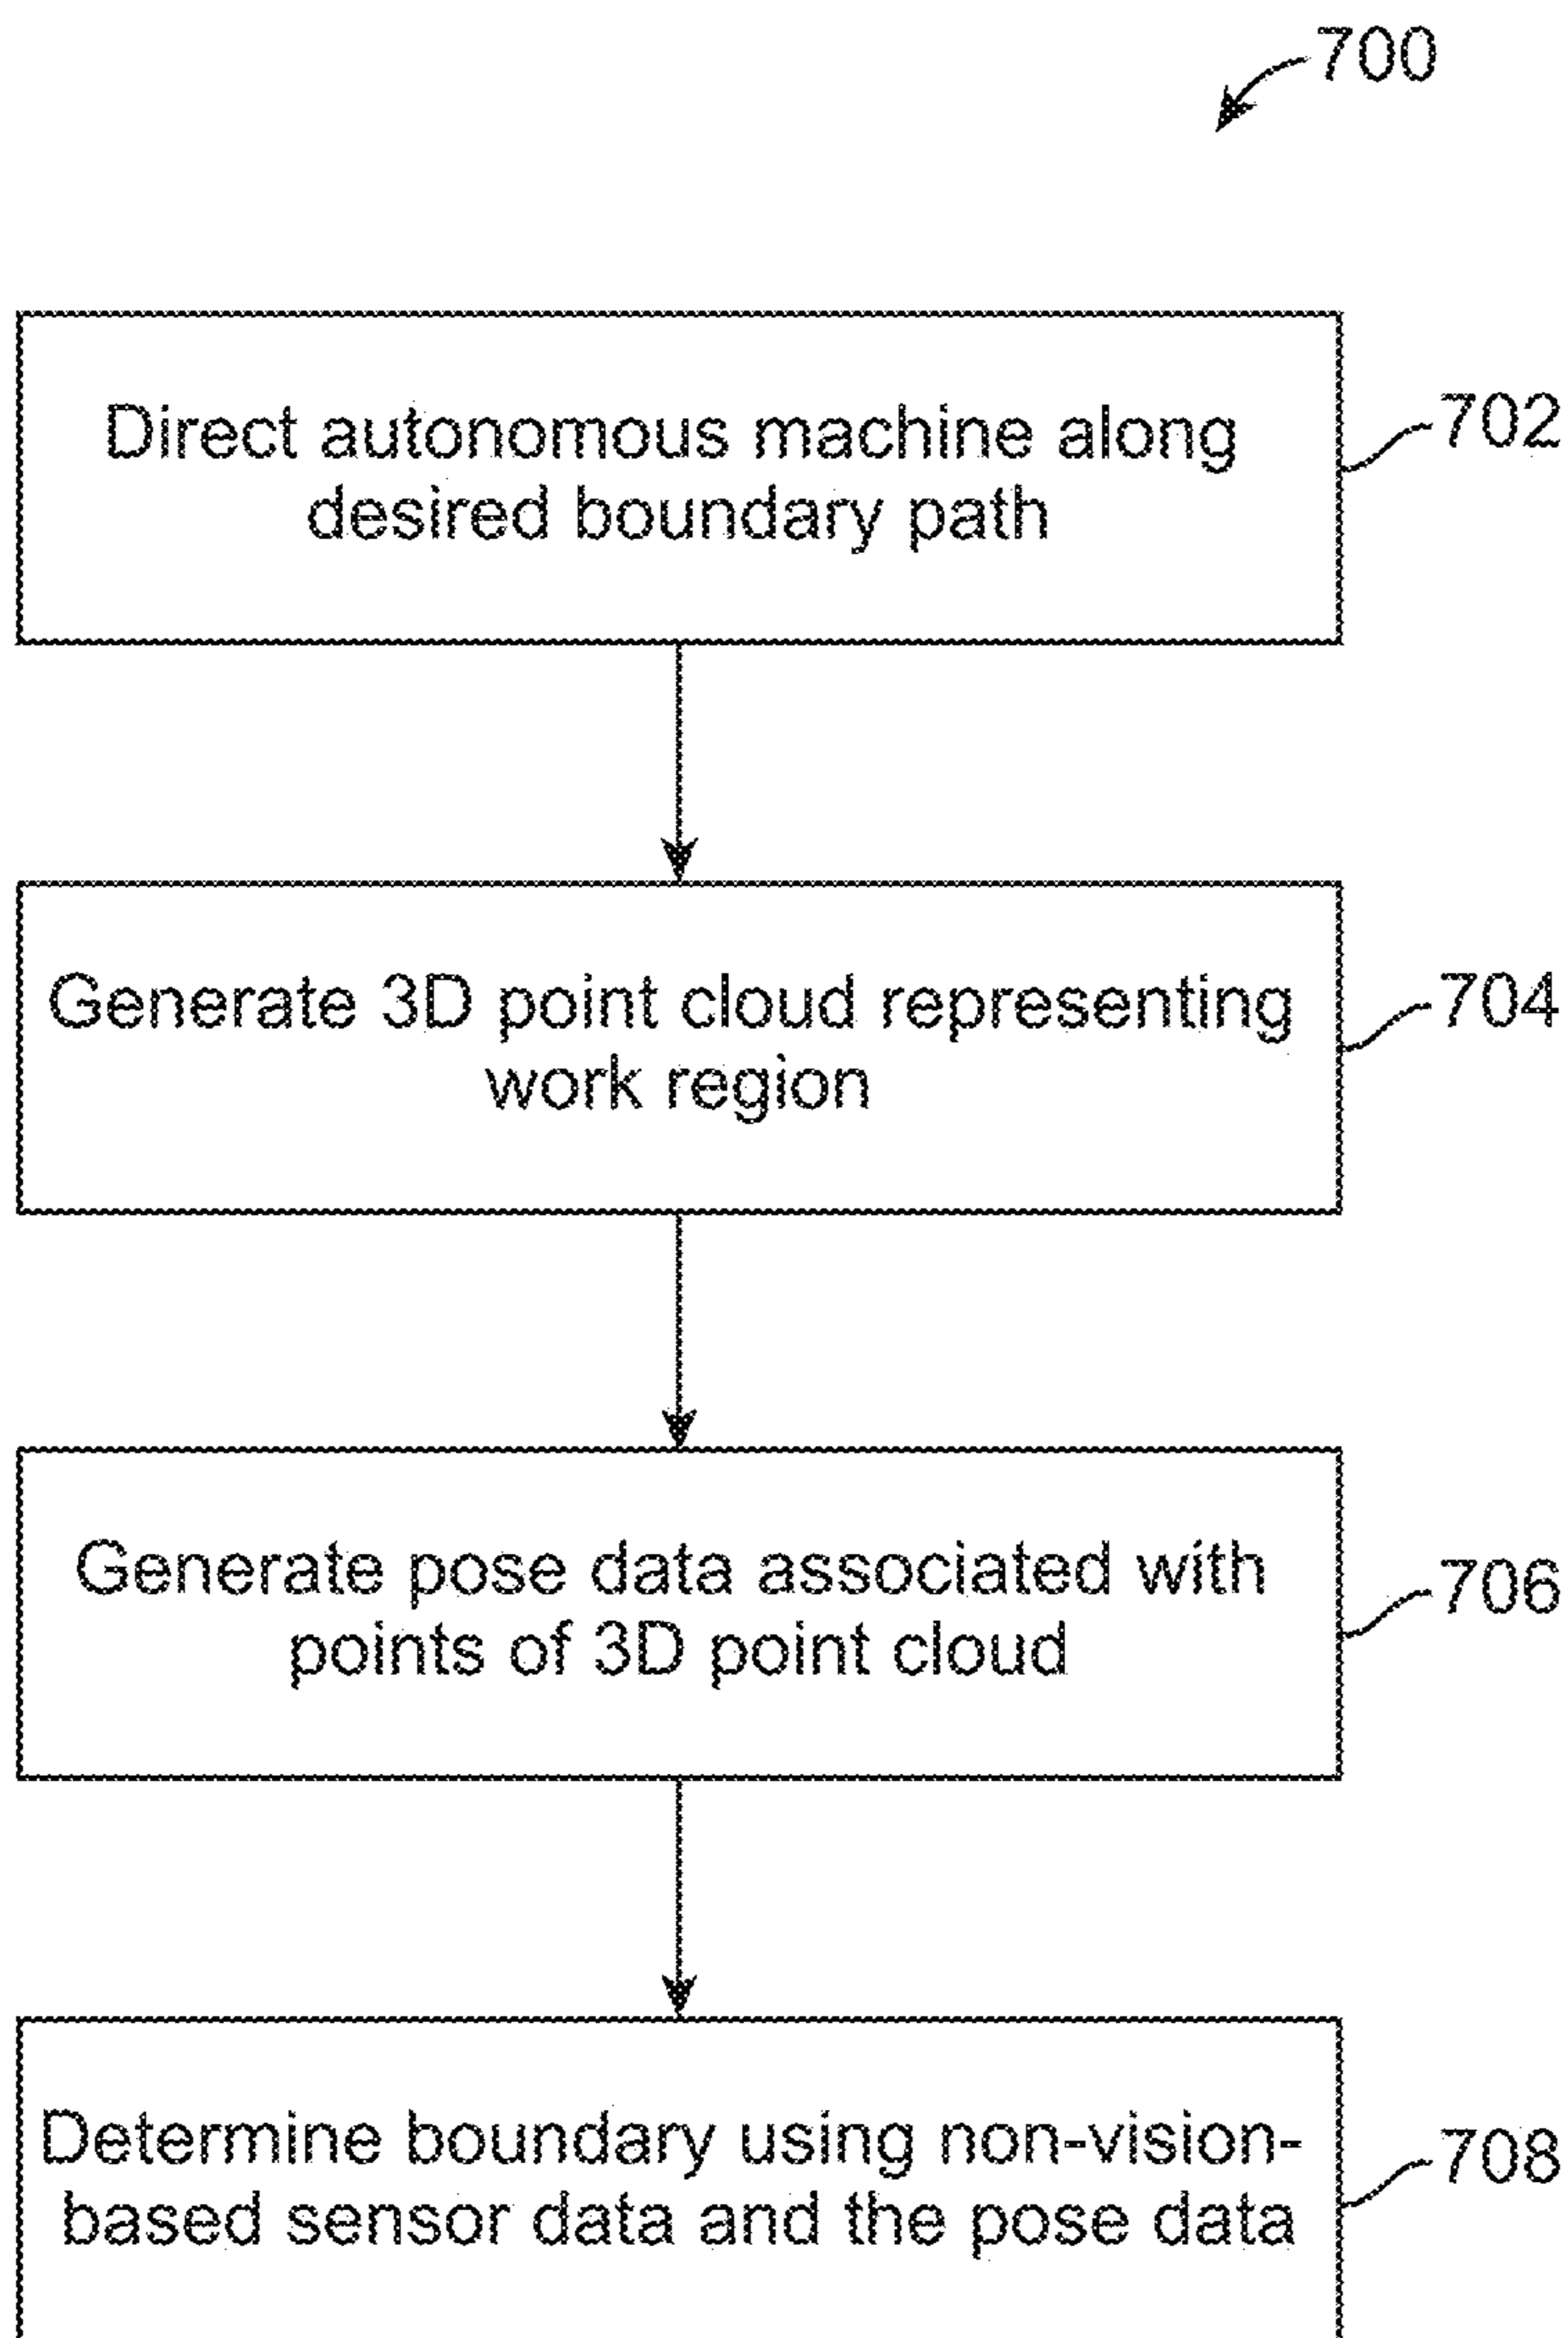 700
Direct autonomous machine along
desired boundary path
702
Generate 3D point cloud representing
work region
704
Generate pose data associated with
points of 3D point cloud
706
Determine boundary using non-vision-
based sensor data and the pose data
708